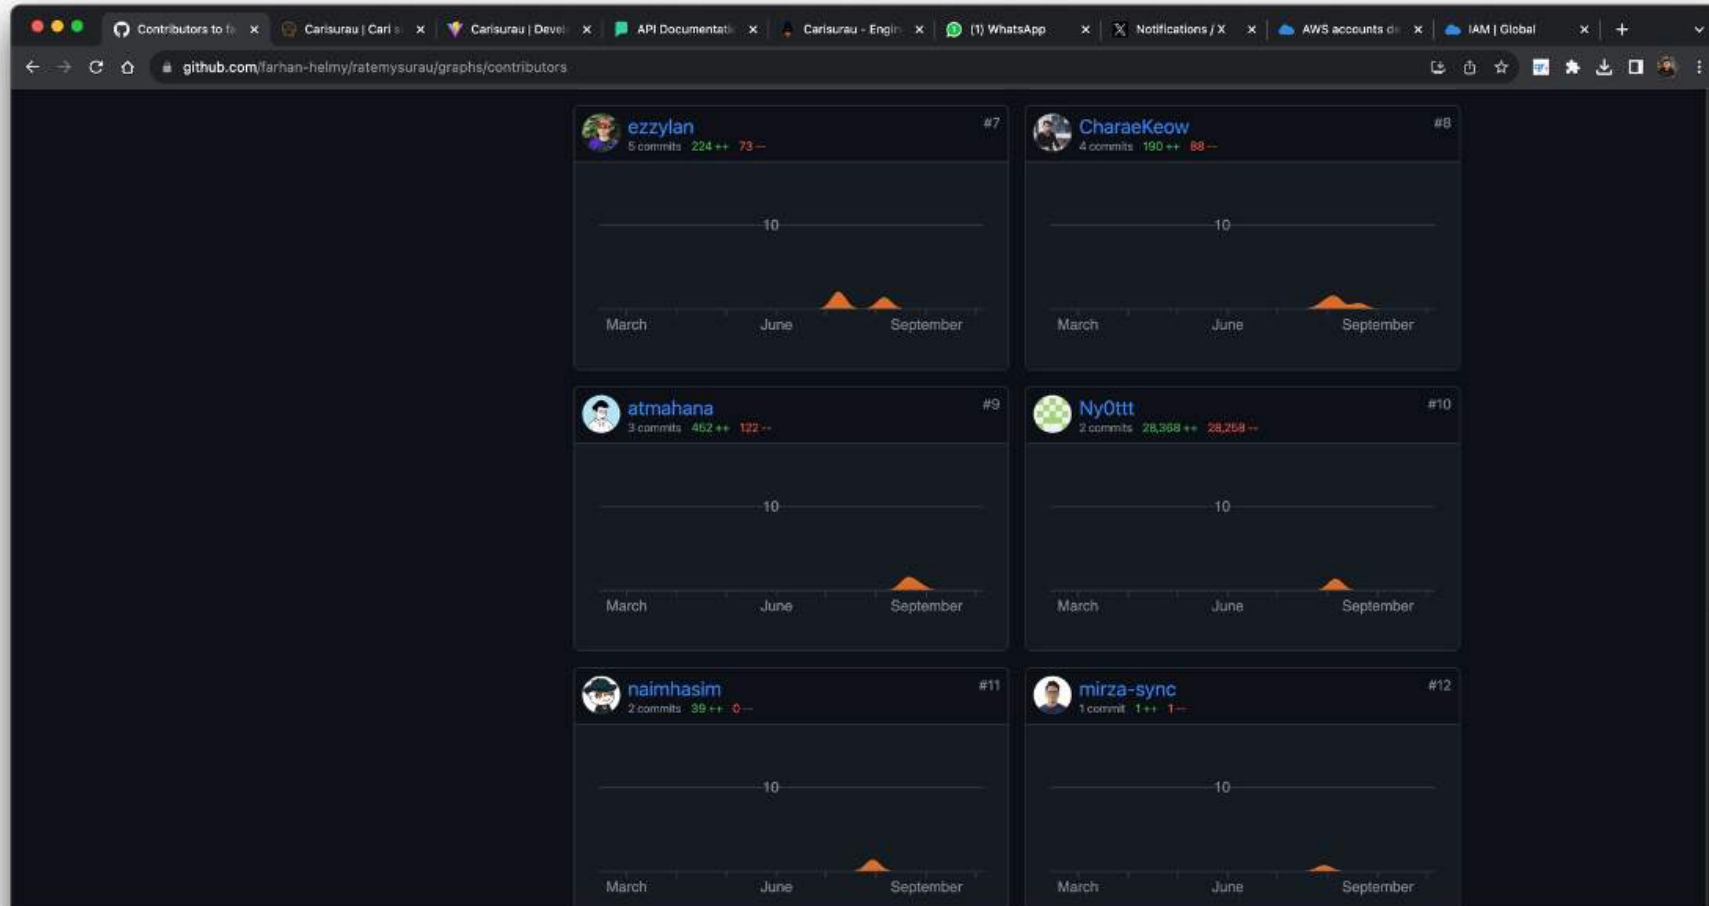 Contributors to fa
Carisurau | Cari s
Carisurau | Devel
API Documentati
Carisurau - Engin
(1) WhatsApp
Notifications / X
AWS accounts d
IAM | Global
github.com/farhan-helmy/ratemysurau/graphs/contributors
ezzylan
#7
5 commits 224 ++ 73 --
10
March June September
CharaeKeow
#8
4 commits 190 ++ 88 --
10
March June September
atmahana
#9
3 commits 452 ++ 122 --
10
March June September
Ny0ttt
#10
2 commits 28,368 ++ 28,258 --
10
March June September
naimhasim
#11
2 commits 39 ++ 0 --
10
March June September
mirza-sync
#12
1 commit 1 ++ 1 --
10
March June September